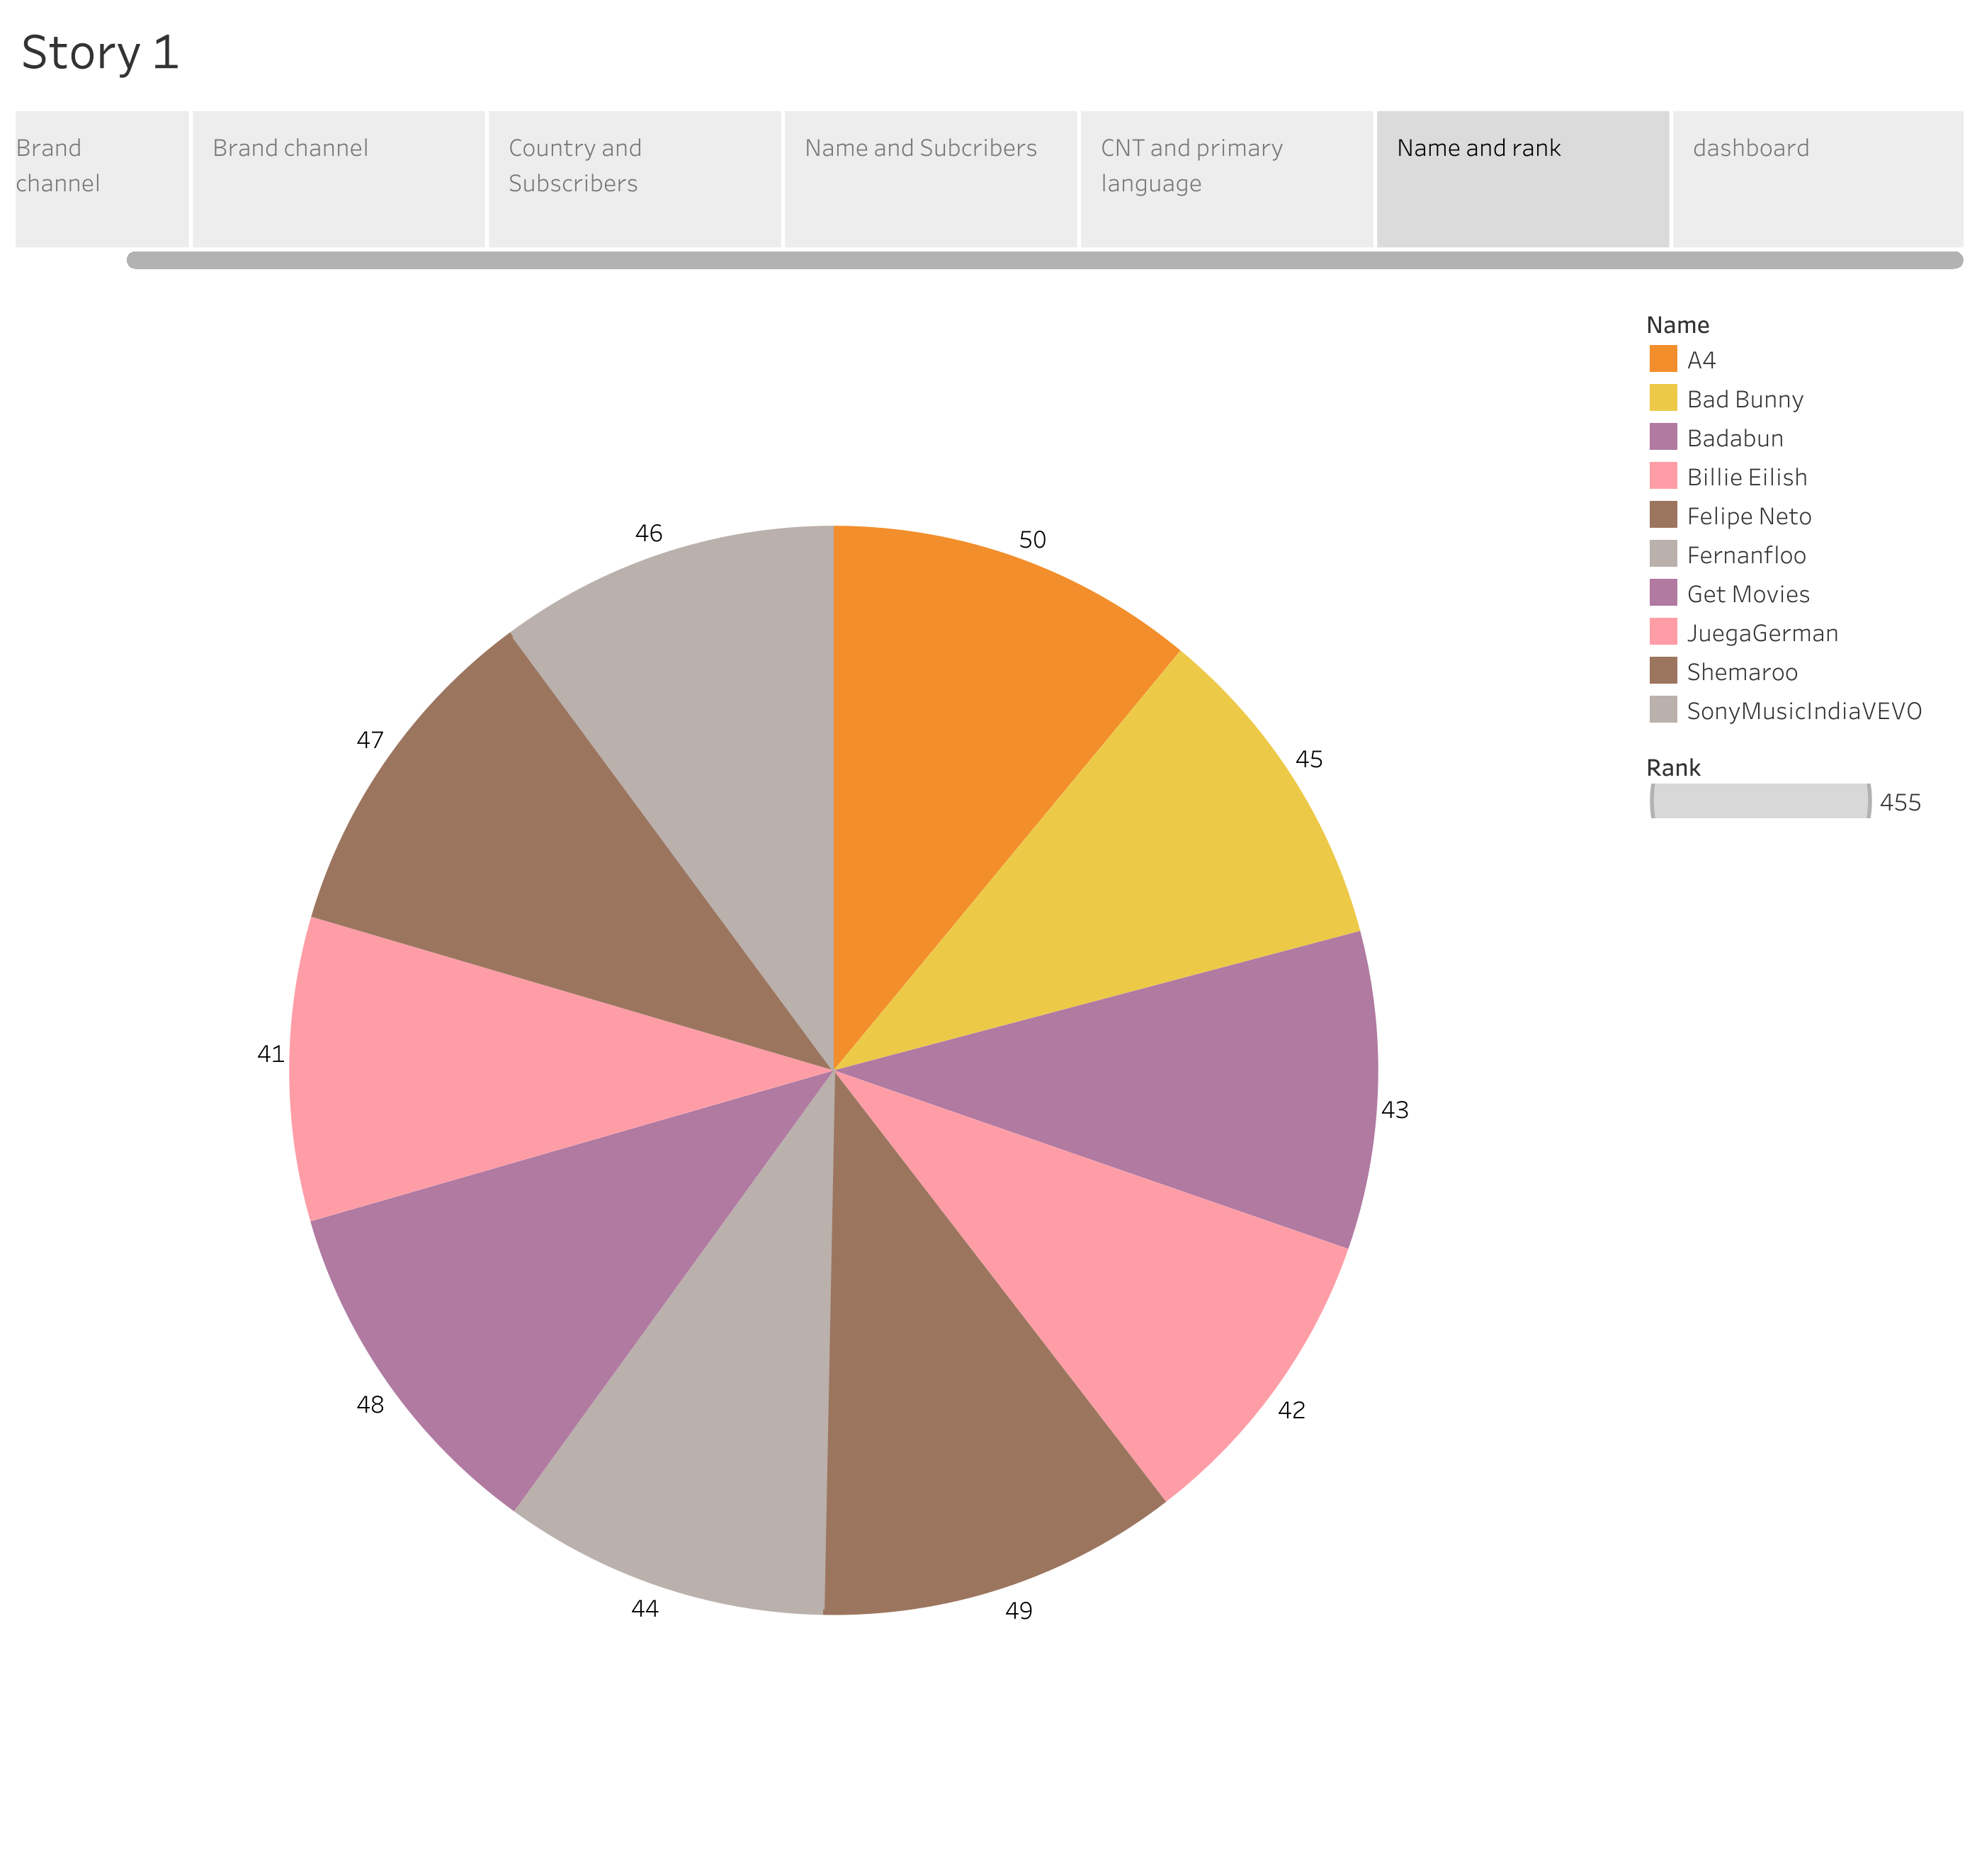 Story 1
Brand
channel
Brand channel
Country and
Subscribers
Name and Subcribers
CNT and primary
language
Name and rank
dashboard
Name
A4
Bad Bunny
Badabun
Billie Eilish
Felipe Neto
Fernanfloo
Get Movies
JuegaGerman
Shemaroo
SonyMusicIndiaVEVO
Rank
455
46
50
47
45
41
43
48
42
44
49